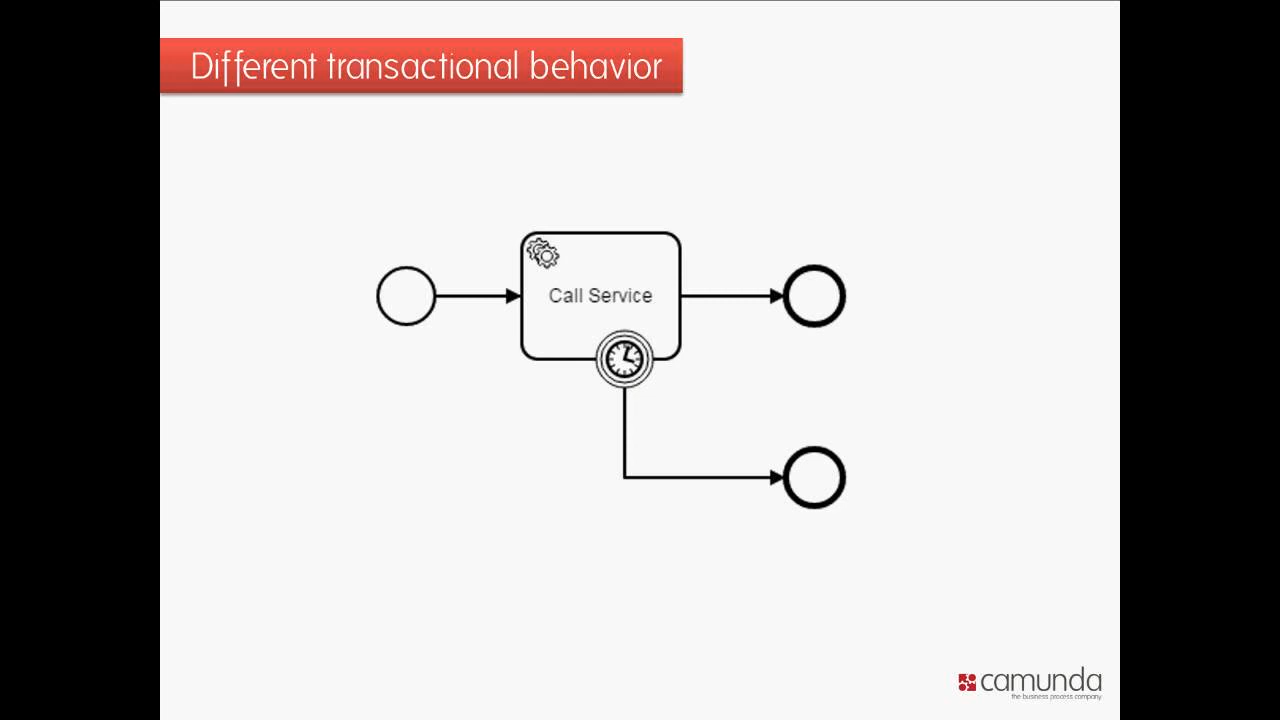 Different transactional behavior
Call Service
camunda
the business process company